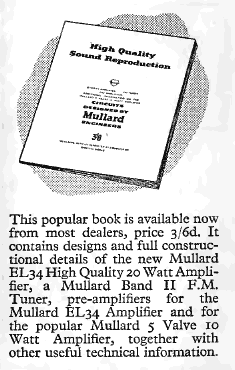 High Quality
Sound Reproduction
CIRCUITS
DESIGNED BY
Mullard
ENGINEERS
3'6
This popular book is available now
from most dealers, price 3/6d. It
contains designs and full construc-
tional details of the new Mullard
EL34 High Quality 20 Watt Ampli-
fier, a Mullard Band II F.M.
Tuner, pre-amplifiers for the
Mullard EL34 Amplifier and for
the popular Mullard 5 Valve 10
Watt Amplifier, together with
other useful technical information.